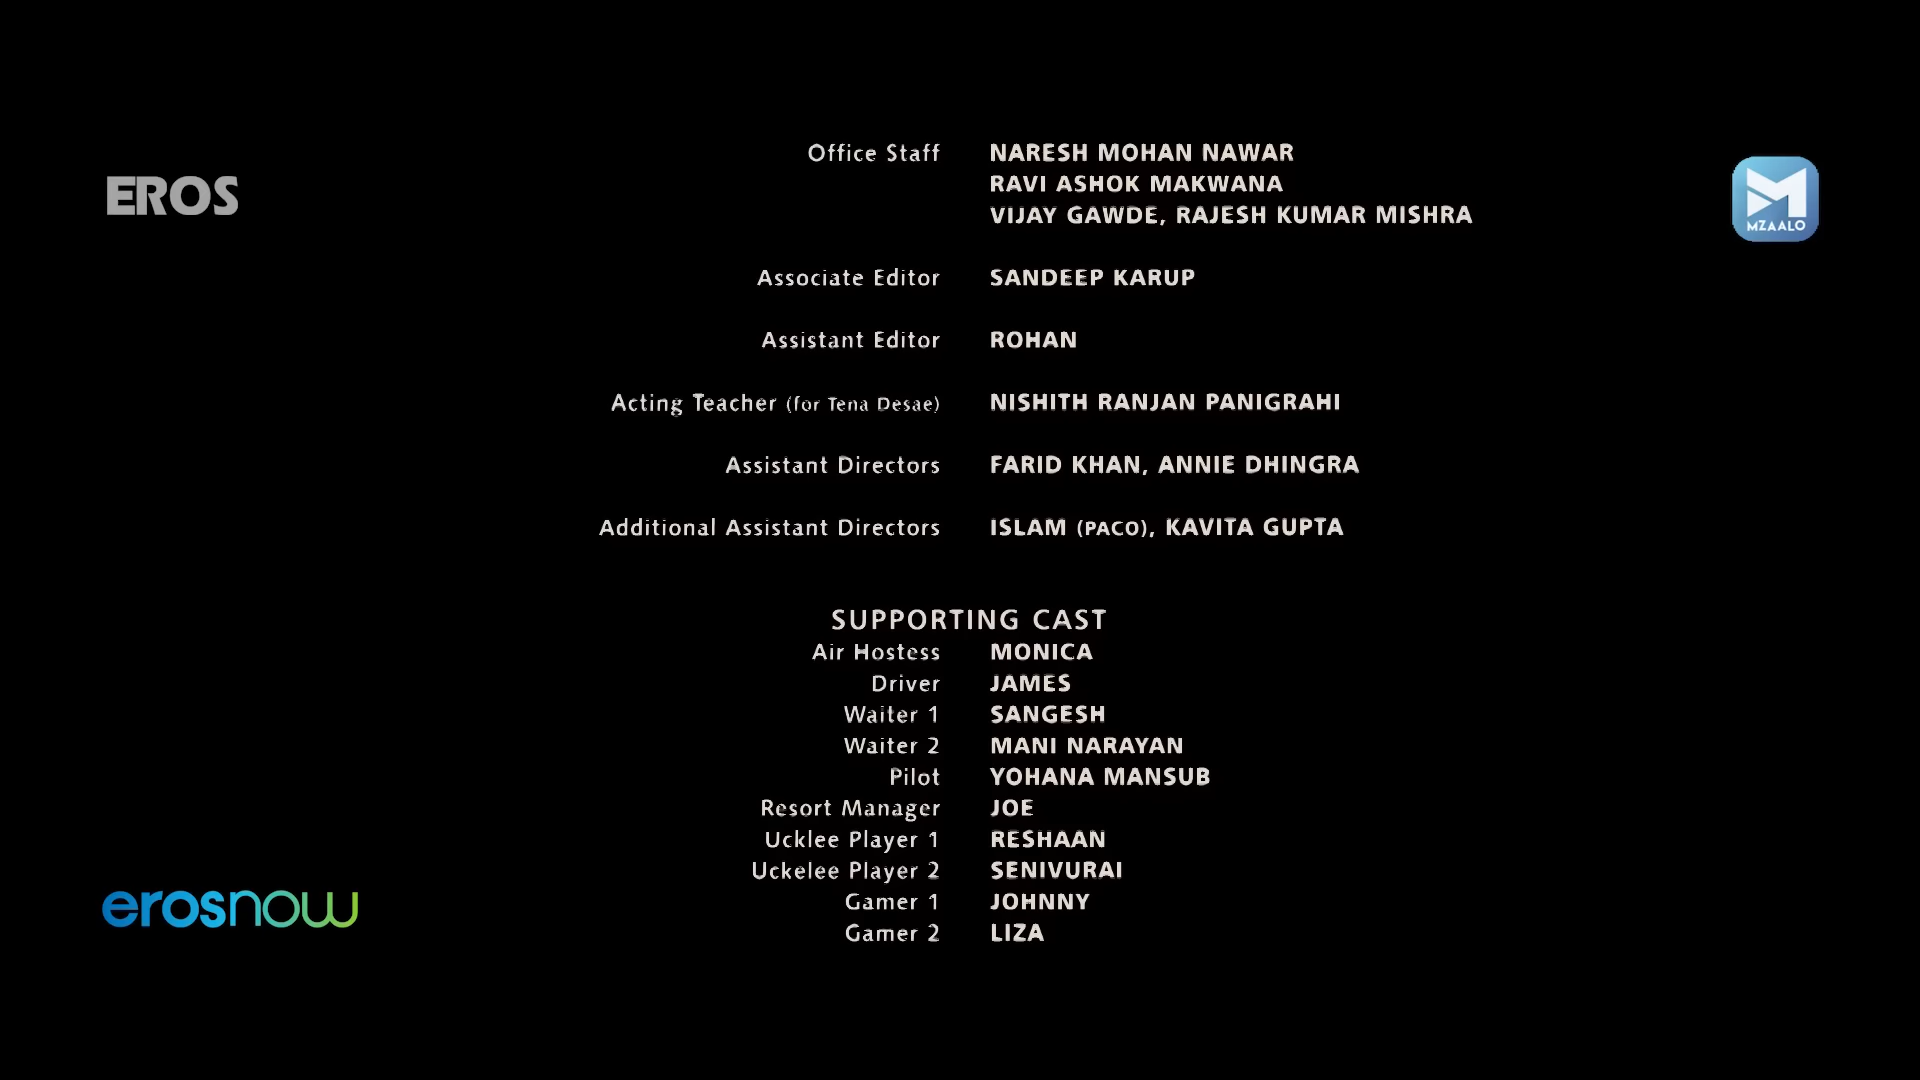 EROS
MZAALO
Office Staff NARESH MOHAN NAWAR
RAVI ASHOK MAKWANA
VIJAY GAWDE, RAJESH KUMAR MISHRA
Associate Editor SANDEEP KARUP
Assistant Editor ROHAN
Acting Teacher (for Tena Desae) NISHITH RANJAN PANIGRAHI
Assistant Directors FARID KHAN, ANNIE DHINGRA
Additional Assistant Directors ISLAM (PACO), KAVITA GUPTA
SUPPORTING CAST
Air Hostess MONICA
Driver JAMES
Waiter 1 SANGESH
Waiter 2 MANI NARAYAN
Pilot YOHANA MANSUB
Resort Manager JOE
Ucklee Player 1 RESHAAN
Uckelee Player 2 SENIVURAI
Gamer 1 JOHNNY
Gamer 2 LIZA
erosnow